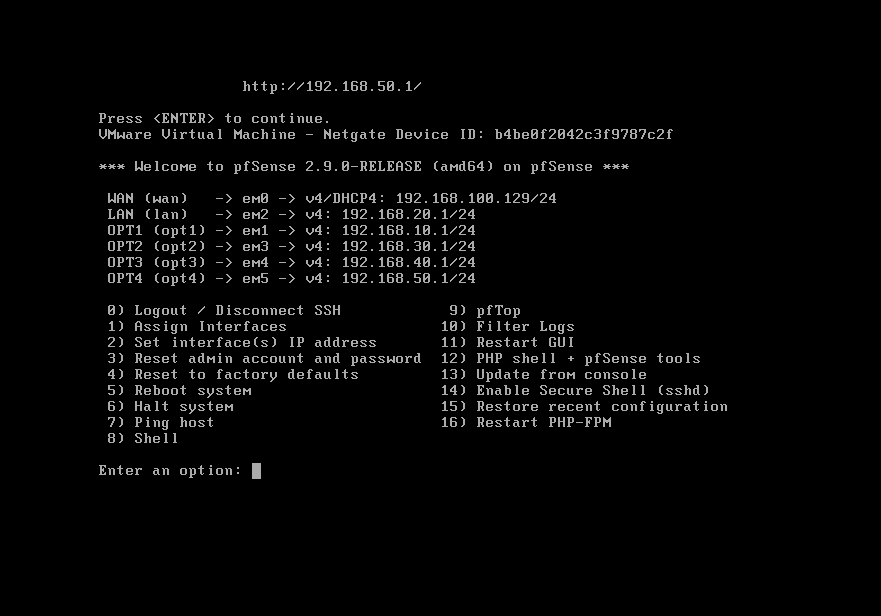 http://192.168.50.1/
Press <ENTER> to continue.
VMware Virtual Machine - Netgate Device ID: b4be0f2042c3f9787c2f
*** Welcome to pfSense 2.9.0-RELEASE (amd64) on pfSense ***
WAN (wan) -> em0 -> v4/DHCP4: 192.168.100.129/24
LAN (lan) -> em2 -> v4: 192.168.20.1/24
OPT1 (opt1) -> em1 -> v4: 192.168.10.1/24
OPT2 (opt2) -> em3 -> v4: 192.168.30.1/24
OPT3 (opt3) -> em4 -> v4: 192.168.40.1/24
OPT4 (opt4) -> em5 -> v4: 192.168.50.1/24
0) Logout / Disconnect SSH 9) pfTop
1) Assign Interfaces 10) Filter Logs
2) Set interface(s) IP address 11) Restart GUI
3) Reset admin account and password 12) PHP shell + pfSense tools
4) Reset to factory defaults 13) Update from console
5) Reboot system 14) Enable Secure Shell (sshd)
6) Halt system 15) Restore recent configuration
7) Ping host 16) Restart PHP-FPM
8) Shell
Enter an option: